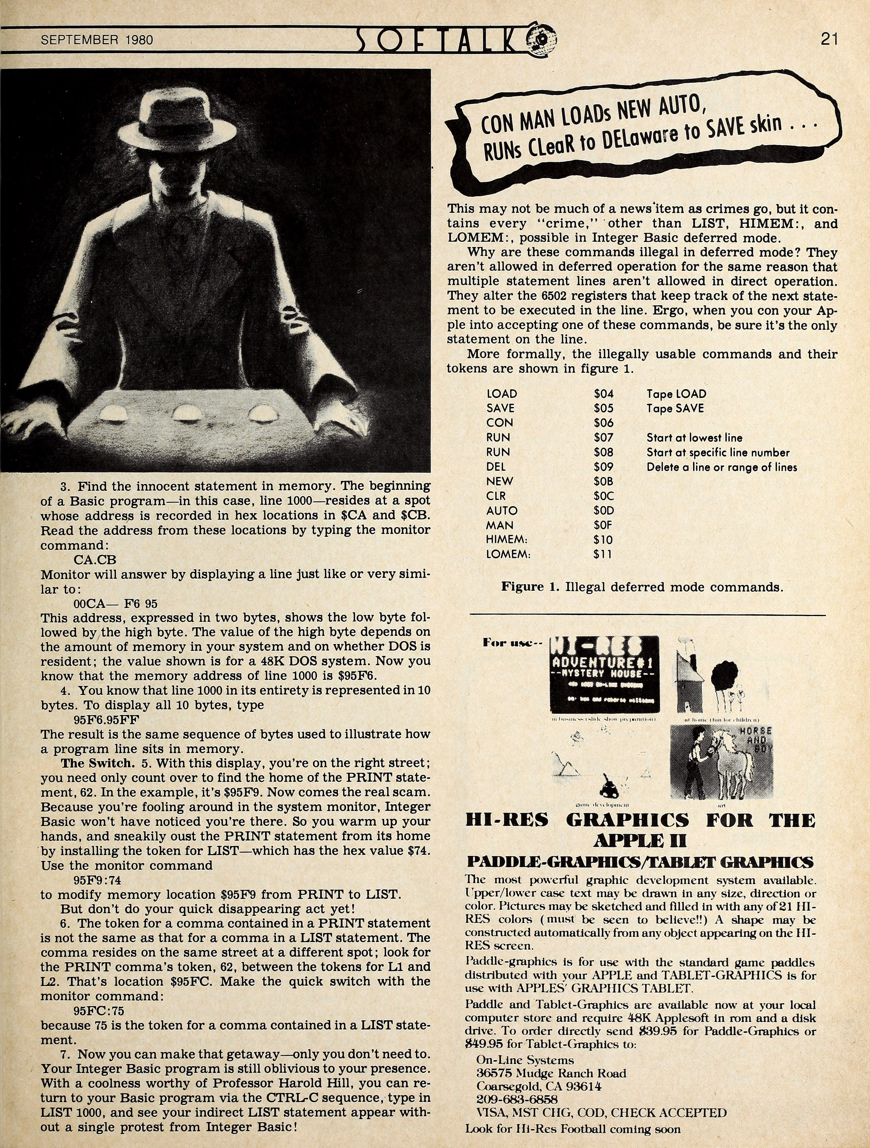 SEPTEMBER 1980
SOFTALK
21
3. Find the innocent statement in memory. The beginning
of a Basic program—in this case, line 1000—resides at a spot
whose address is recorded in hex locations in $CA and $CB.
Read the address from these locations by typing the monitor
command:
CA.CB
Monitor will answer by displaying a line just like or very simi-
lar to:
00CA— F6 95
This address, expressed in two bytes, shows the low byte fol-
lowed by the high byte. The value of the high byte depends on
the amount of memory in your system and on whether DOS is
resident; the value shown is for a 48K DOS system. Now you
know that the memory address of line 1000 is $95F6.
4. You know that line 1000 in its entirety is represented in 10
bytes. To display all 10 bytes, type
95F6.95FF
The result is the same sequence of bytes used to illustrate how
a program line sits in memory.
The Switch. 5. With this display, you're on the right street;
you need only count over to find the home of the PRINT state-
ment, 62. In the example, it's $95F9. Now comes the real scam.
Because you're fooling around in the system monitor, Integer
Basic won't have noticed you're there. So you warm up your
hands, and sneakily oust the PRINT statement from its home
by installing the token for LIST—which has the hex value $74.
Use the monitor command
95F9:74
to modify memory location $95F9 from PRINT to LIST.
But don't do your quick disappearing act yet!
6. The token for a comma contained in a PRINT statement
is not the same as that for a comma in a LIST statement. The
comma resides on the same street at a different spot; look for
the PRINT comma's token, 62, between the tokens for L1 and
L2. That's location $95FC. Make the quick switch with the
monitor command:
95FC:75
because 75 is the token for a comma contained in a LIST state-
ment.
7. Now you can make that getaway—only you don't need to.
Your Integer Basic program is still oblivious to your presence.
With a coolness worthy of Professor Harold Hill, you can re-
turn to your Basic program via the CTRL-C sequence, type in
LIST 1000, and see your indirect LIST statement appear with-
out a single protest from Integer Basic!
CON MAN LOADs NEW AUTO,
RUNs CLeaR to DELaware to SAVE skin . . .
This may not be much of a news item as crimes go, but it con-
tains every "crime," other than LIST, HIMEM:, and
LOMEM:, possible in Integer Basic deferred mode.
Why are these commands illegal in deferred mode? They
aren't allowed in deferred operation for the same reason that
multiple statement lines aren't allowed in direct operation.
They alter the 6502 registers that keep track of the next state-
ment to be executed in the line. Ergo, when you con your Ap-
ple into accepting one of these commands, be sure it's the only
statement on the line.
More formally, the illegally usable commands and their
tokens are shown in figure 1.
LOAD $04 Tape LOAD
SAVE $05 Tape SAVE
CON $06
RUN $07 Start at lowest line
RUN $08 Start at specific line number
DEL $09 Delete a line or range of lines
NEW $0B
CLR $0C
AUTO $0D
MAN $0F
HIMEM: $10
LOMEM: $11
Figure 1. Illegal deferred mode commands.
For use--
HI-RES
ADVENTURE#1
--MYSTERY HOUSE--
in business (slide show preparation)
at home (fun for children)
HORSE
AND
BOY
game development
art
HI-RES GRAPHICS FOR THE
APPLE II
PADDLE-GRAPHICS/TABLET GRAPHICS
The most powerful graphic development system available.
Upper/lower case text may be drawn in any size, direction or
color. Pictures may be sketched and filled in with any of 21 HI-
RES colors (must be seen to believe!!) A shape may be
constructed automatically from any object appearing on the HI-
RES screen.
Paddle-graphics is for use with the standard game paddles
distributed with your APPLE and TABLET-GRAPHICS is for
use with APPLES' GRAPHICS TABLET.
Paddle and Tablet-Graphics are available now at your local
computer store and require 48K Applesoft in rom and a disk
drive. To order directly send $39.95 for Paddle-Graphics or
$49.95 for Tablet-Graphics to:
On-Line Systems
36575 Mudge Ranch Road
Coarsegold, CA 93614
209-683-6858
VISA, MST CHG, COD, CHECK ACCEPTED
Look for Hi-Res Football coming soon